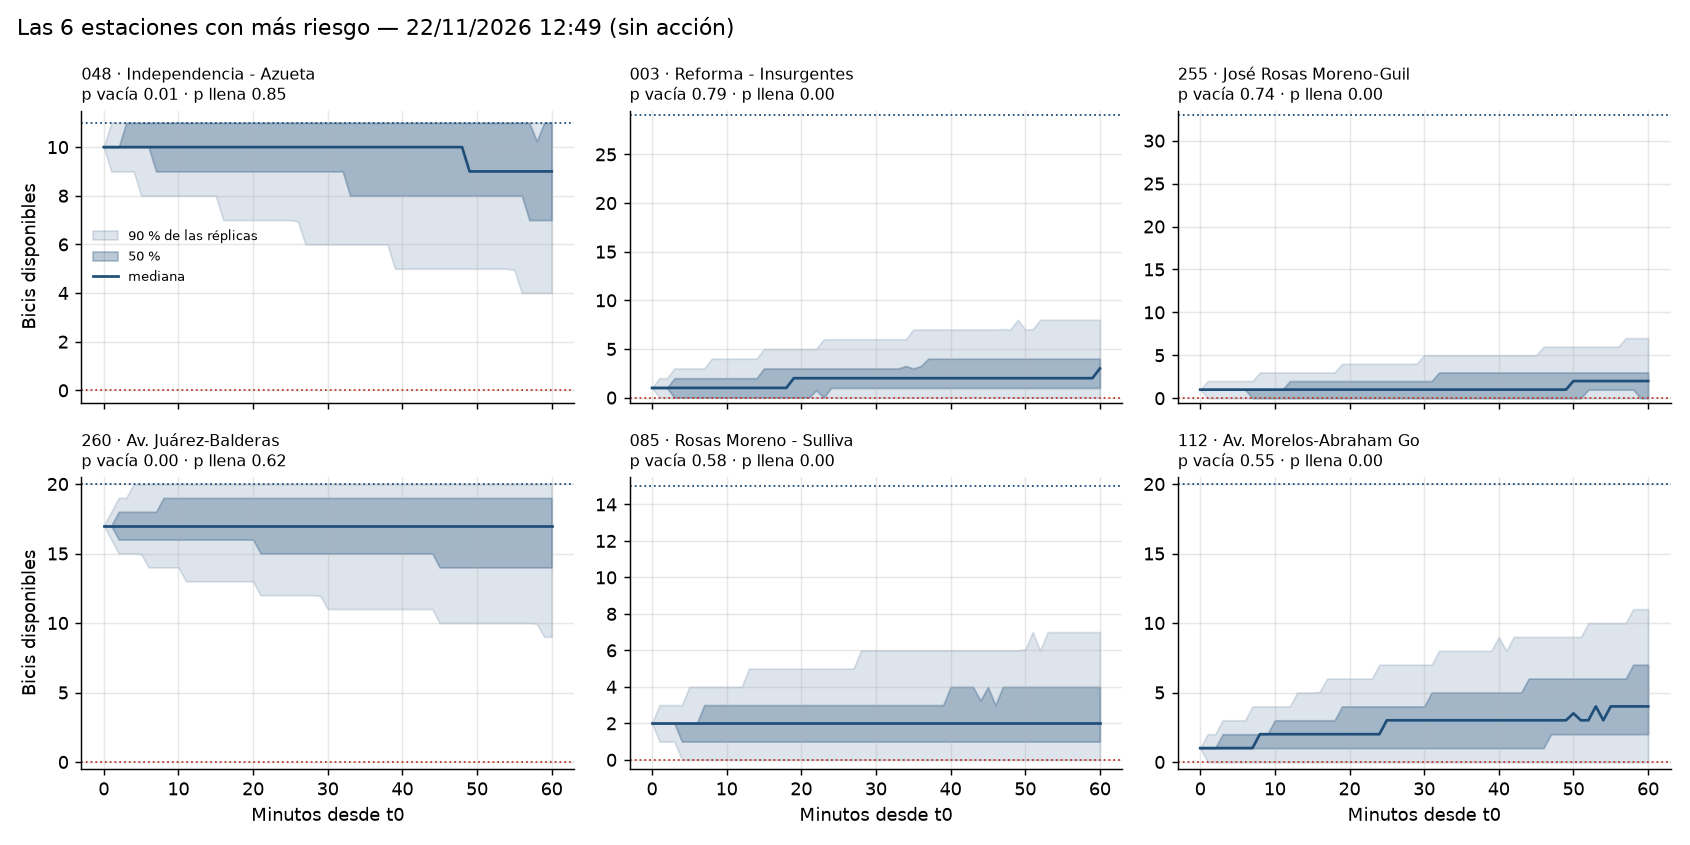 Las 6 estaciones con más riesgo — 22/11/2026 12:49 (sin acción)
048 · Independencia - Azueta
p vacía 0.01 · p llena 0.85
003 · Reforma - Insurgentes
p vacía 0.79 · p llena 0.00
255 · José Rosas Moreno-Guil
p vacía 0.74 · p llena 0.00
Bicis disponibles
10
8
6
4
2
0
90 % de las réplicas
50 %
mediana
25
20
15
10
5
0
30
25
20
15
10
5
0
260 · Av. Juárez-Balderas
p vacía 0.00 · p llena 0.62
085 · Rosas Moreno - Sulliva
p vacía 0.58 · p llena 0.00
112 · Av. Morelos-Abraham Go
p vacía 0.55 · p llena 0.00
Bicis disponibles
20
15
10
5
0
0 10 20 30 40 50 60
Minutos desde t0
14
12
10
8
6
4
2
0
0 10 20 30 40 50 60
Minutos desde t0
20
15
10
5
0
0 10 20 30 40 50 60
Minutos desde t0